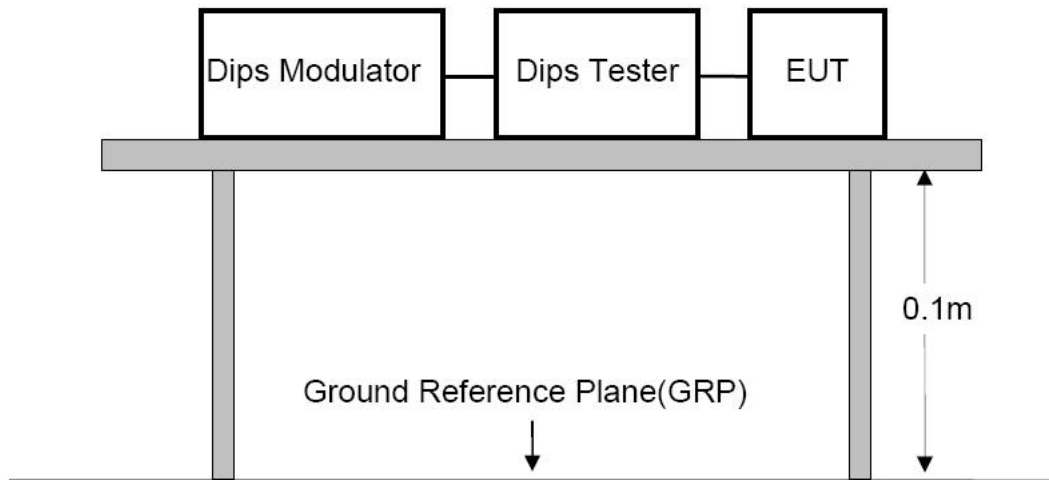 Dips Modulator
Dips Tester
EUT
0.1m
Ground Reference Plane(GRP)